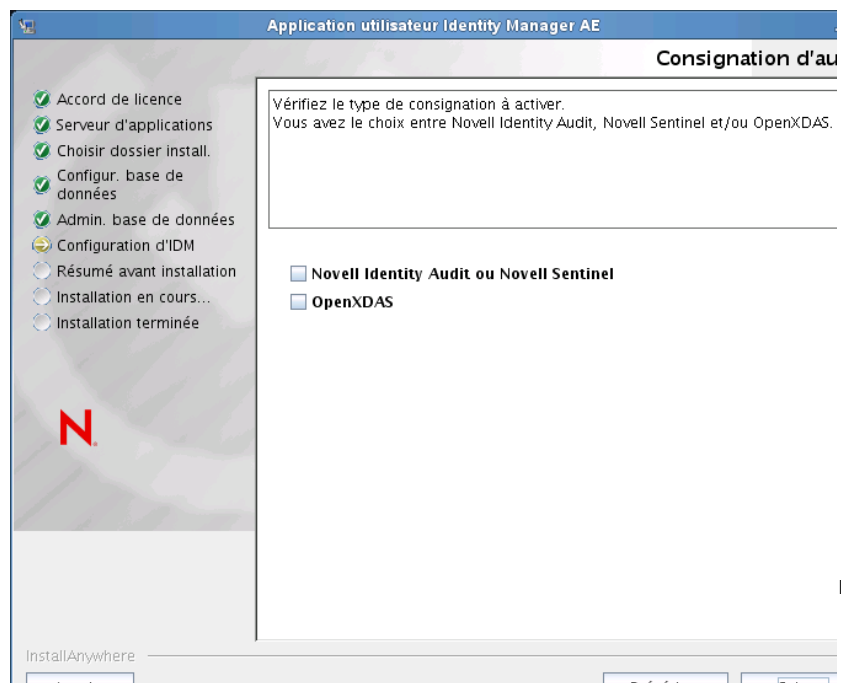 Application utilisateur Identity Manager AE
Consignation d'au
Accord de licence
Serveur d'applications
Choisir dossier install.
Configur. base de
données
Admin. base de données
Configuration d'IDM
Résumé avant installation
Installation en cours...
Installation terminée
N
Vérifiez le type de consignation à activer.
Vous avez le choix entre Novell Identity Audit, Novell Sentinel et/ou OpenXDAS.
Novell Identity Audit ou Novell Sentinel
OpenXDAS
InstallAnywhere